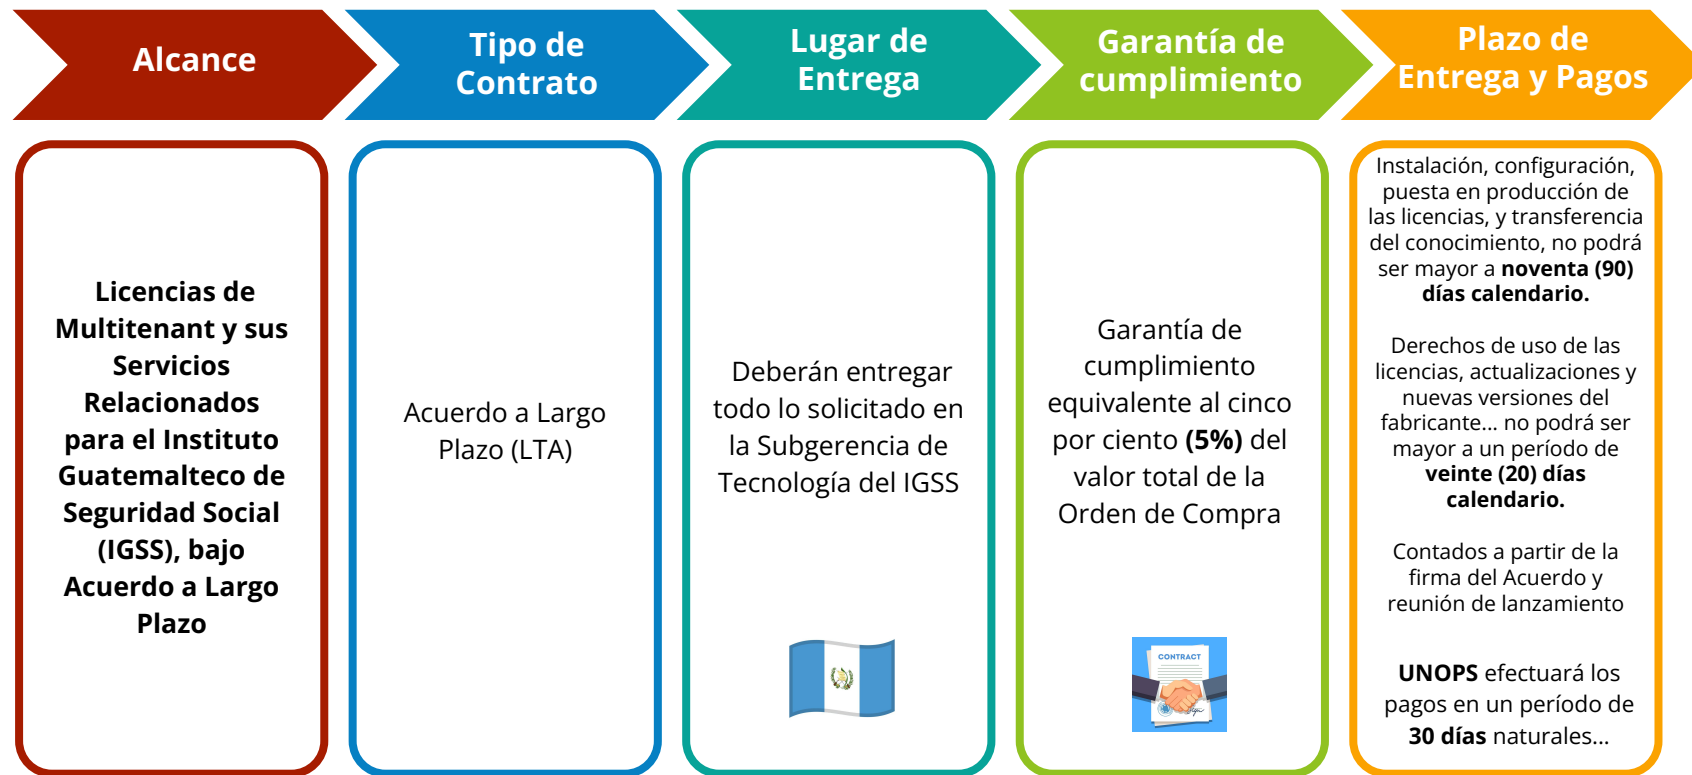 Alcance
Tipo de
Contrato
Lugar de
Entrega
Garantía de
cumplimiento
Plazo de
Entrega y Pagos
Licencias de
Multitenant y sus
Servicios
Relacionados
para el Instituto
Guatemalteco de
Seguridad Social
(IGSS), bajo
Acuerdo a Largo
Plazo
Acuerdo a Largo
Plazo (LTA)
Deberán entregar
todo lo solicitado en
la Subgerencia de
Tecnología del IGSS
Garantía de
cumplimiento
equivalente al cinco
por ciento (5%) del
valor total de la
Orden de Compra
CONTRACT
Instalación, configuración,
puesta en producción de
las licencias, y transferencia
del conocimiento, no podrá
ser mayor a noventa (90)
días calendario.
Derechos de uso de las
licencias, actualizaciones y
nuevas versiones del
fabricante... no podrá ser
mayor a un período de
veinte (20) días
calendario.
Contados a partir de la
firma del Acuerdo y
reunión de lanzamiento
UNOPS efectuará los
pagos en un período de
30 días naturales...